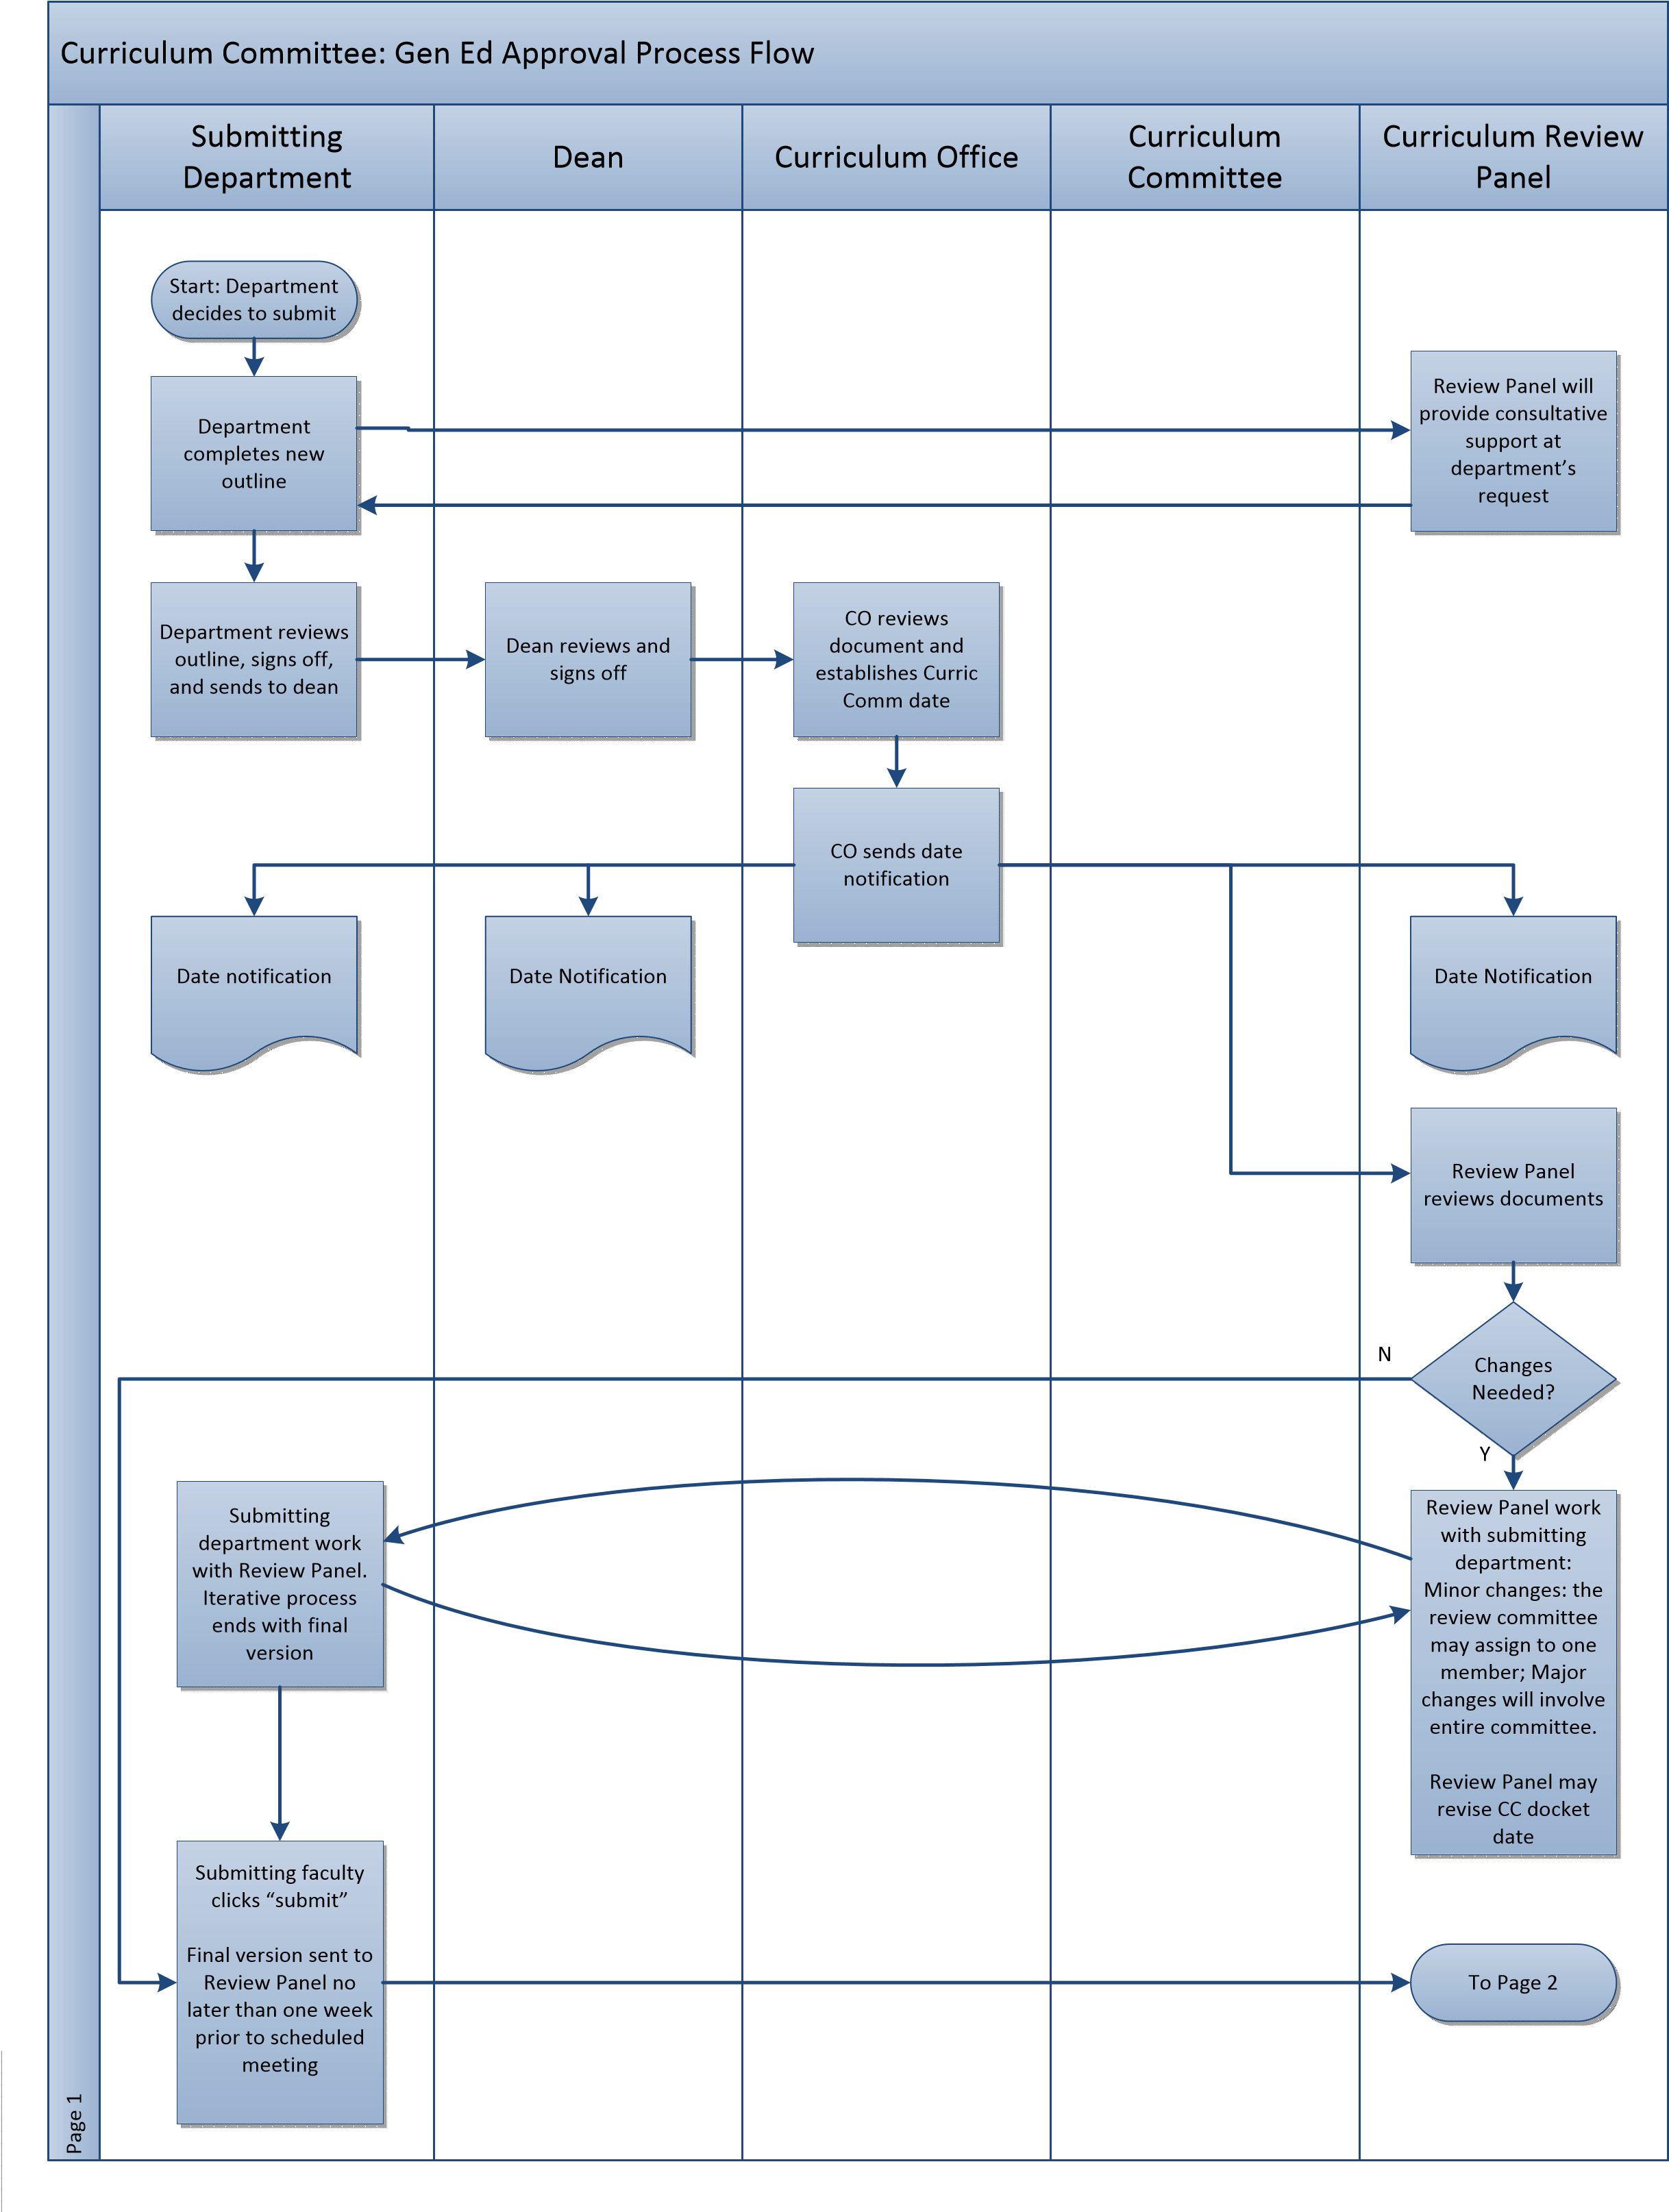 Curriculum Committee: Gen Ed Approval Process Flow
Submitting
Department
Dean
Curriculum Office
Curriculum
Committee
Curriculum Review
Panel
Start: Department
decides to submit
Department
completes new
outline
Review Panel will
provide consultative
support at
department’s
request
Department reviews
outline, signs off,
and sends to dean
Dean reviews and
signs off
CO reviews
document and
establishes Curric
Comm date
CO sends date
notification
Date notification
Date Notification
Date Notification
Review Panel
reviews documents
N
Changes
Needed?
Y
Submitting
department work
with Review Panel.
Iterative process
ends with final
version
Review Panel work
with submitting
department:
Minor changes: the
review committee
may assign to one
member; Major
changes will involve
entire committee.
Review Panel may
revise CC docket
date
Submitting faculty
clicks “submit”
Final version sent to
Review Panel no
later than one week
prior to scheduled
meeting
To Page 2
Page 1